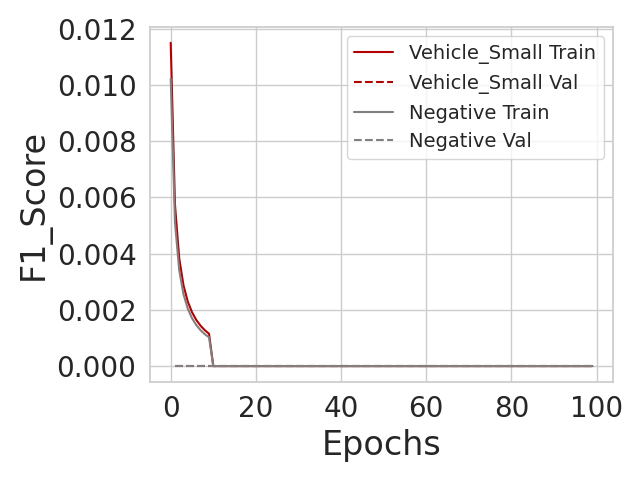 0.012
0.010
0.008
0.006
0.004
0.002
0.000
F1_Score
Vehicle_Small Train
Vehicle_Small Val
Negative Train
Negative Val
0 20 40 60 80 100
Epochs